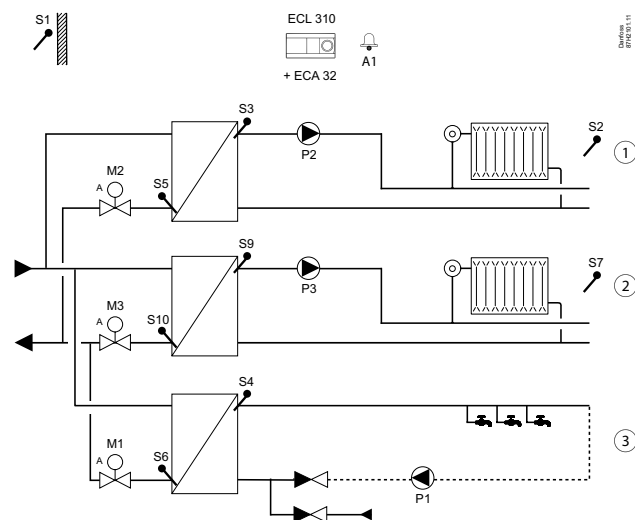 S1
ECL 310
A1
+ ECA 32
Danfoss
87H2101.11
S3
P2
S2
1
M2
A
S5
S9
P3
S7
2
M3
A
S10
S4
3
M1
A
S6
P1